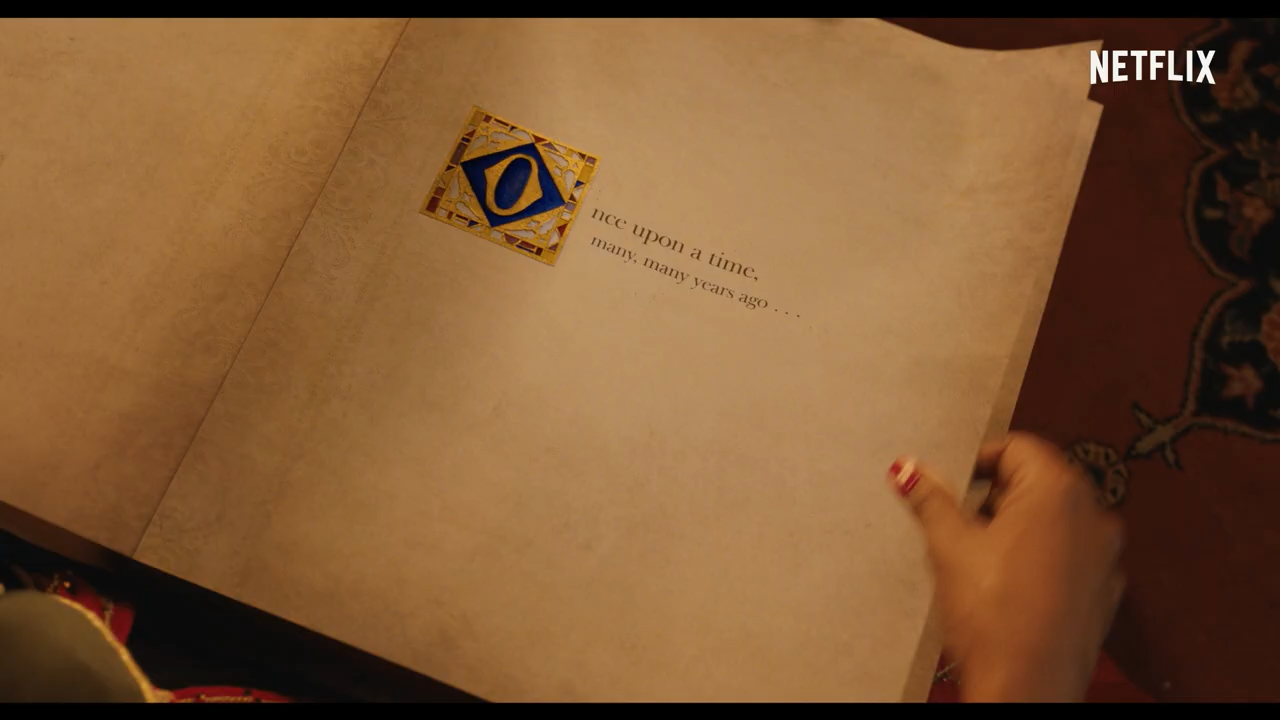 NETFLIX
Once upon a time,
many, many years ago . . .